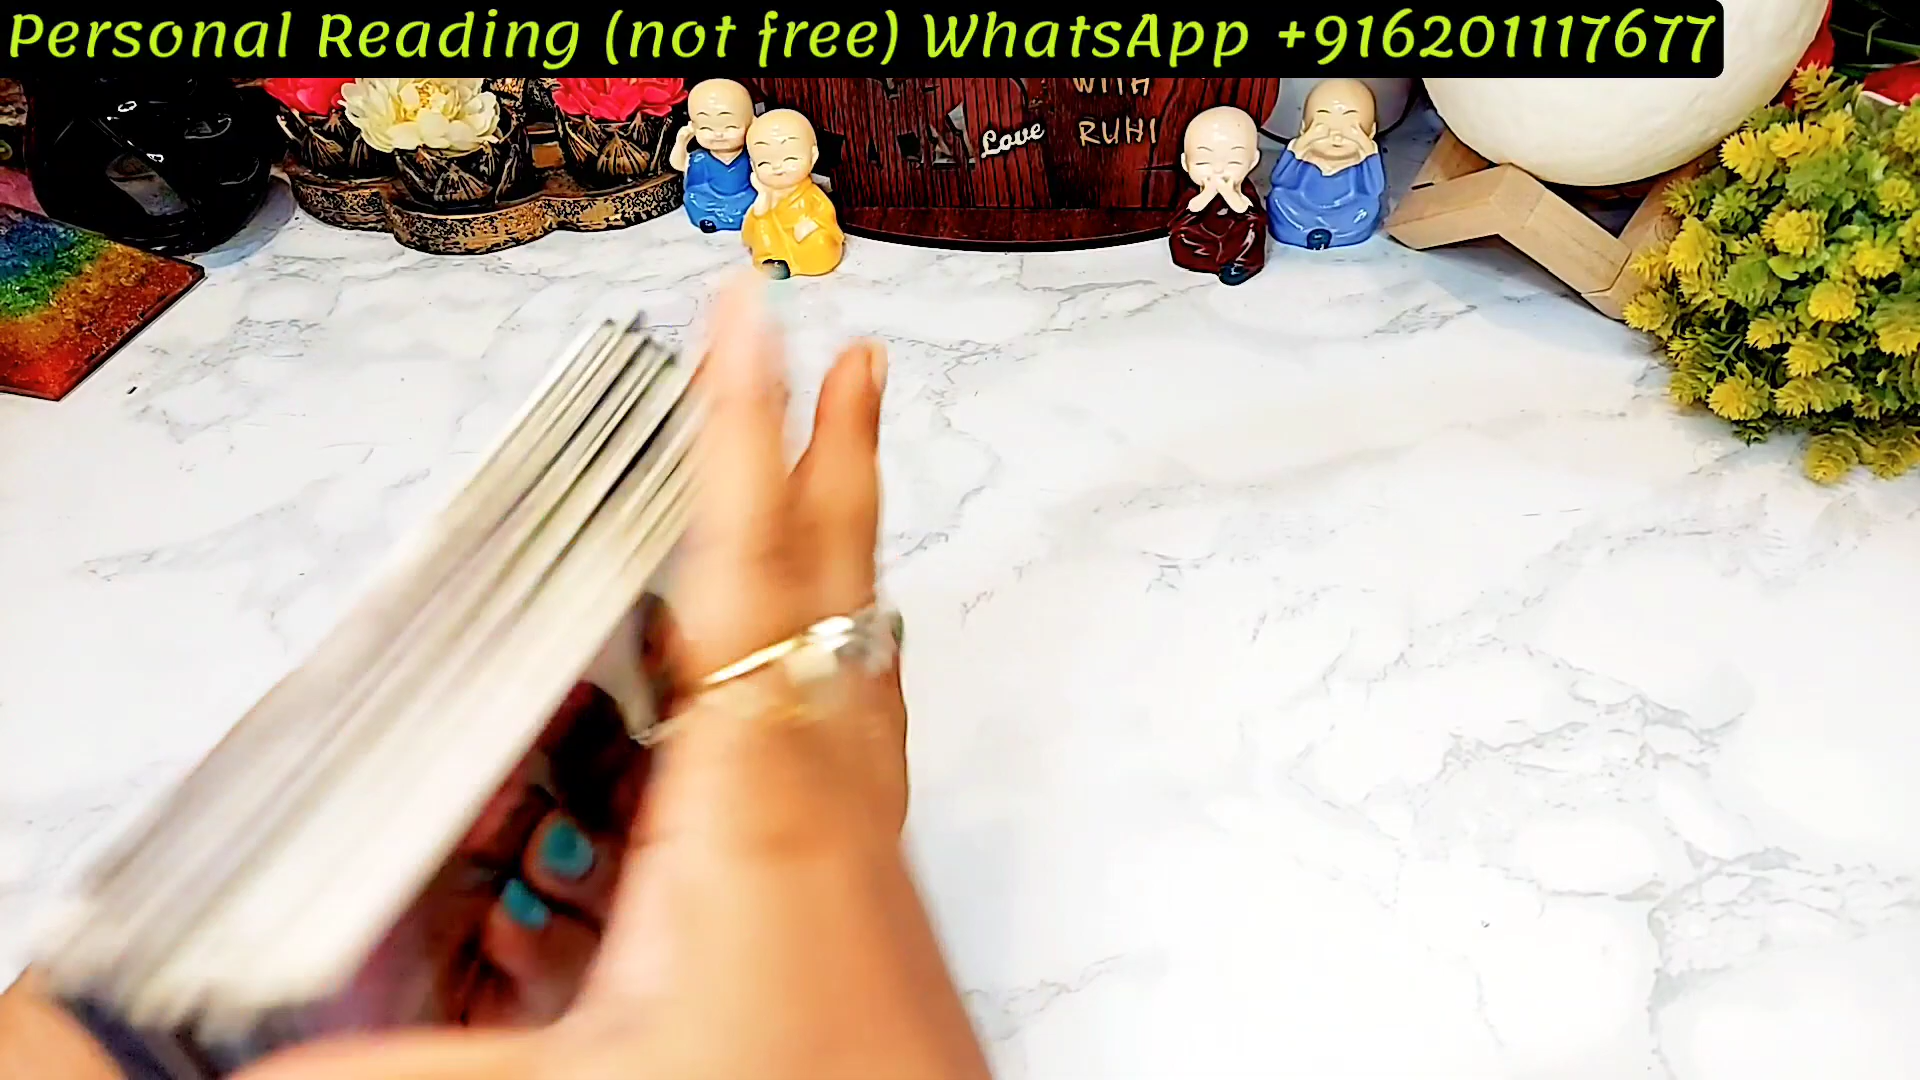 Personal Reading (not free) WhatsApp +916201117677
WITH
Love RUHI